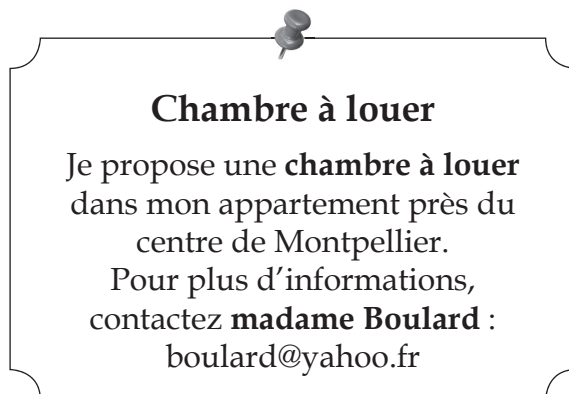 Chambre à louer
Je propose une chambre à louer
dans mon appartement près du
centre de Montpellier.
Pour plus d’informations,
contactez madame Boulard :
boulard@yahoo.fr